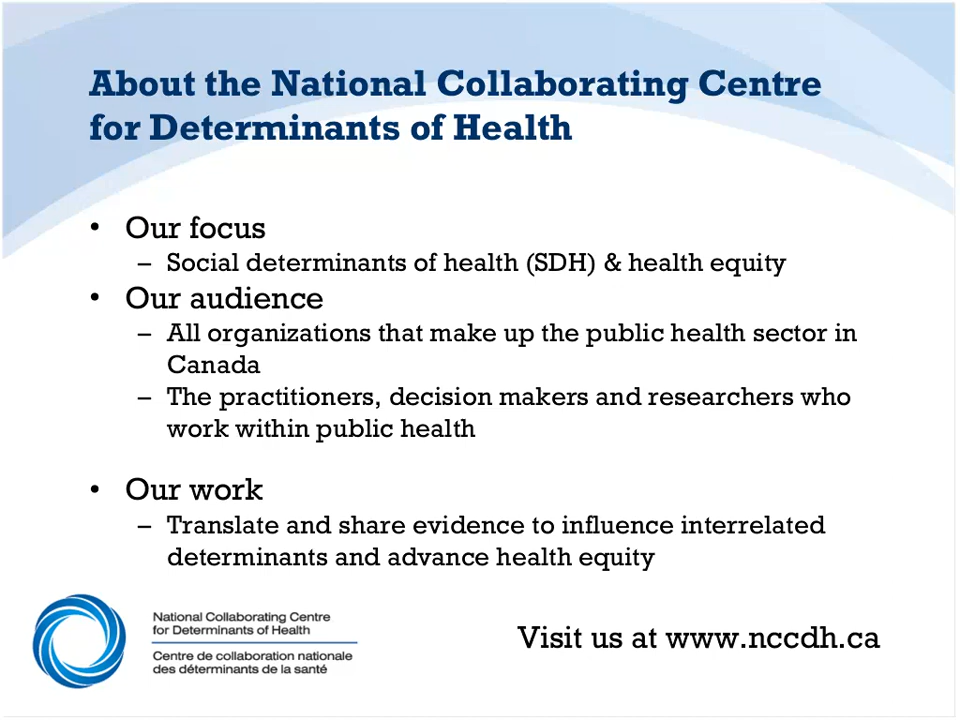 About the National Collaborating Centre
for Determinants of Health
• Our focus
– Social determinants of health (SDH) & health equity
• Our audience
– All organizations that make up the public health sector in
Canada
– The practitioners, decision makers and researchers who
work within public health
• Our work
– Translate and share evidence to influence interrelated
determinants and advance health equity
National Collaborating Centre
for Determinants of Health
Centre de collaboration nationale
des déterminants de la santé
Visit us at www.nccdh.ca